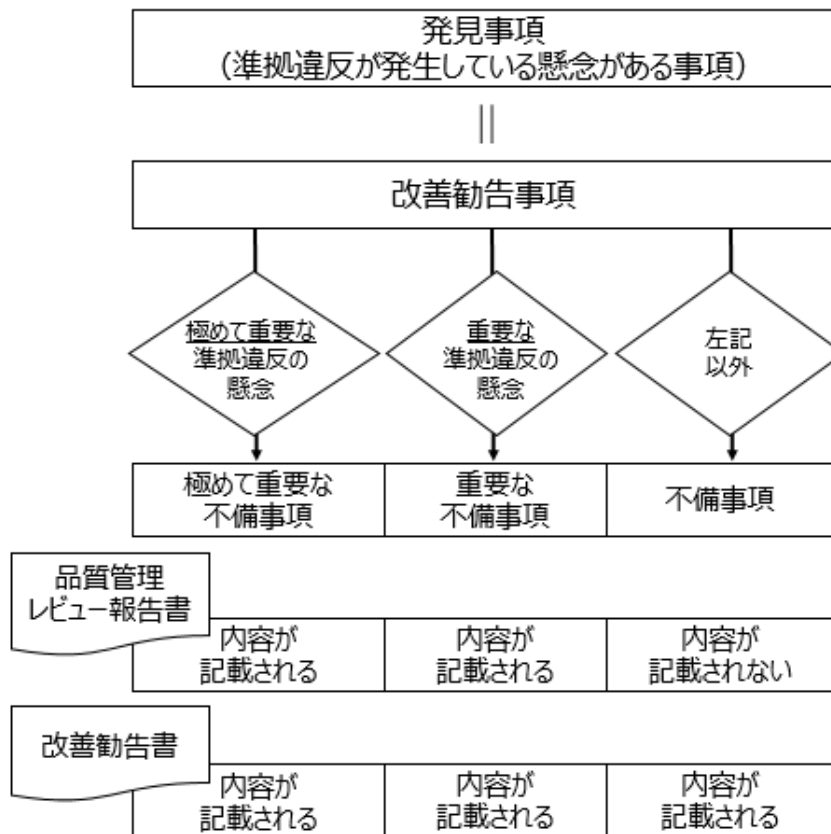 発見事項
（準拠違反が発生している懸念がある事項）
||
改善勧告事項
極めて重要な
準拠違反の
懸念
重要な
準拠違反の
懸念
左記
以外
極めて重要な
不備事項
重要な
不備事項
不備事項
品質管理
レビュー報告書
内容が
記載される
内容が
記載される
内容が
記載されない
改善勧告書
内容が
記載される
内容が
記載される
内容が
記載される